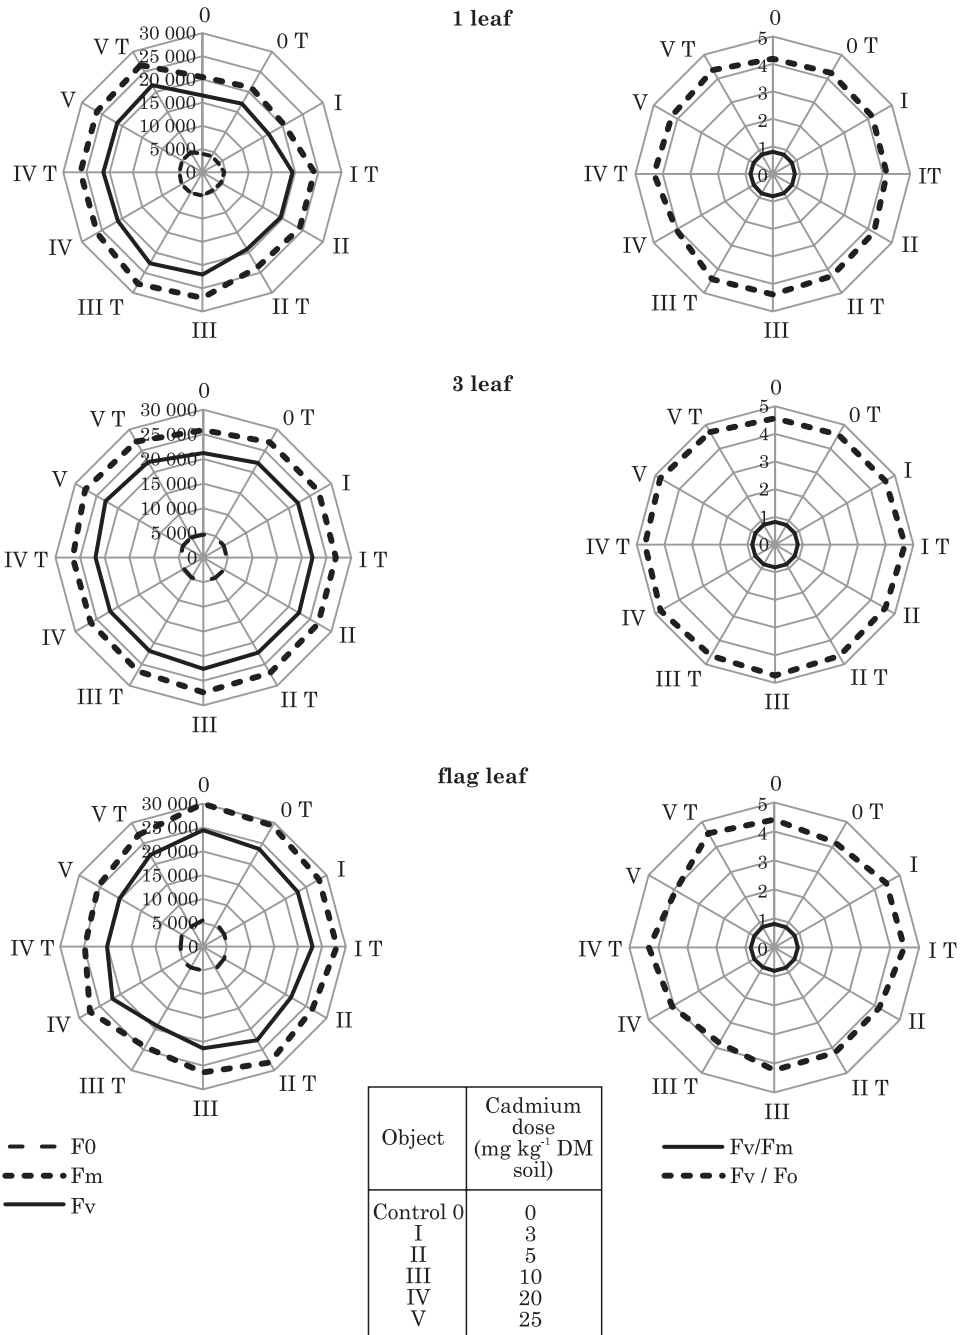 1 leaf
0
0 T
I
I T
II
II T
III
III T
IV
IV T
V
V T
30 000
25 000
20 000
15 000
10 000
5 000
0
0
0 T
I
IT
II
II T
III
III T
IV
IV T
V
V T
5
4
3
2
1
0
3 leaf
0
0 T
I
I T
II
II T
III
III T
IV
IV T
V
V T
30 000
25 000
20 000
15 000
10 000
5 000
0
0
0 T
I
I T
II
II T
III
III T
IV
IV T
V
V T
5
4
3
2
1
0
flag leaf
0
0 T
I
I T
II
II T
III
III T
IV
IV T
V
V T
30 000
25 000
20 000
15 000
10 000
5 000
0
0
0 T
I
I T
II
II T
III
III T
IV
IV T
V
V T
5
4
3
2
1
0
F0
Fm
Fv
Object
Cadmium
dose
(mg kg⁻¹ DM
soil)
Control 0 0
I 3
II 5
III 10
IV 20
V 25
Fv/Fm
Fv / Fo